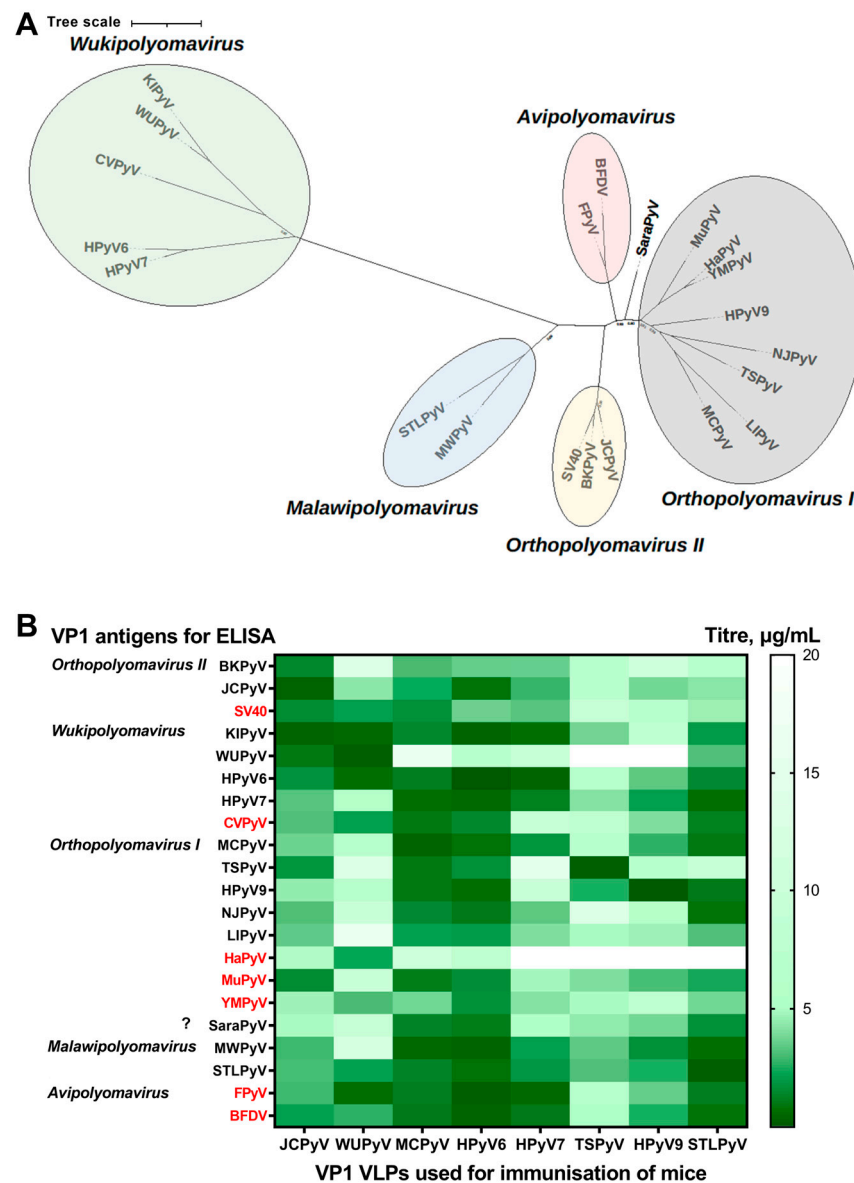 A
Tree scale
Wukipolyomavirus
KIPyV
WUPyV
CVPyV
HPyV6
HPyV7
Avipolyomavirus
BFDV
FPyV
SaraPyV
MuPyV
HaPyV
YMPyV
HPyV9
NJPyV
TSPyV
LIPyV
MCPyV
Orthopolyomavirus I
STLPyV
MWPyV
Malawipolyomavirus
SV40
BKPyV
JCPyV
Orthopolyomavirus II
B
VP1 antigens for ELISA
Titre, µg/mL
Orthopolyomavirus II BKPyV
JCPyV
SV40
Wukipolyomavirus KIPyV
WUPyV
HPyV6
HPyV7
CVPyV
Orthopolyomavirus I MCPyV
TSPyV
HPyV9
NJPyV
LIPyV
HaPyV
MuPyV
YMPyV
? SaraPyV
Malawipolyomavirus MWPyV
STLPyV
Avipolyomavirus FPyV
BFDV
20
15
10
5
JCPyV WUPyV MCPyV HPyV6 HPyV7 TSPyV HPyV9 STLPyV
VP1 VLPs used for immunisation of mice